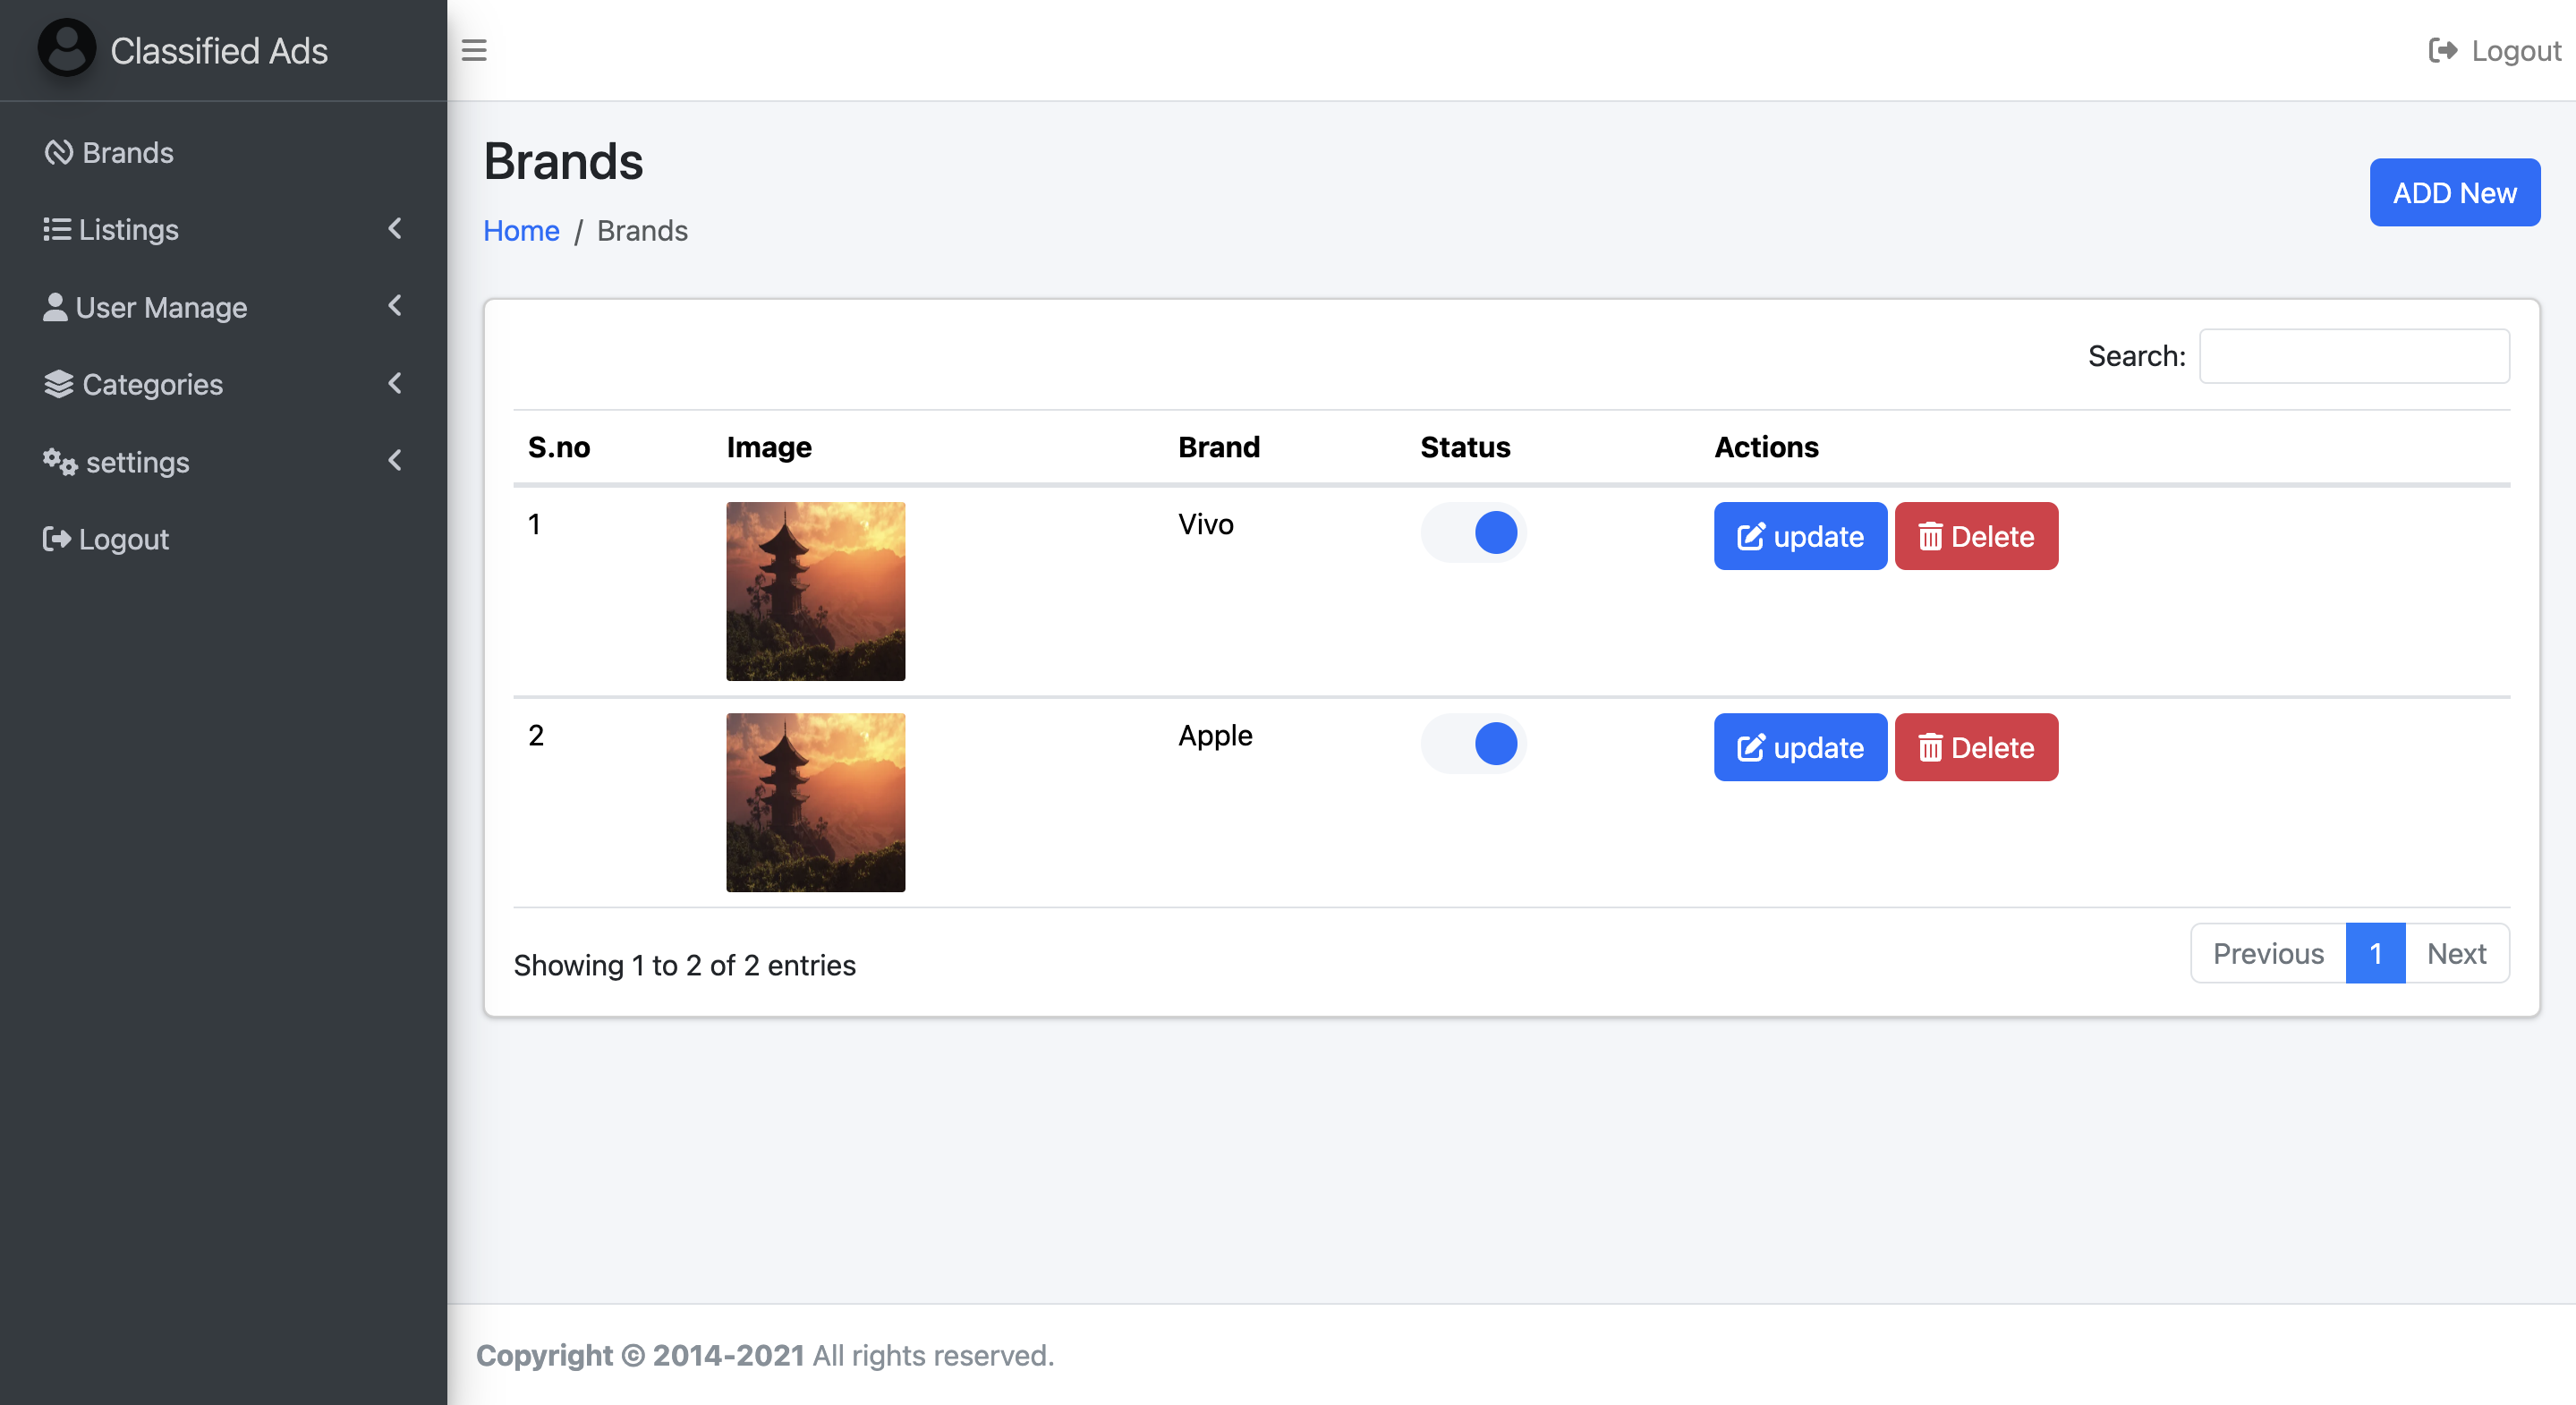 Classified Ads
Logout
Brands
Listings
User Manage
Categories
settings
Logout
Brands
Home / Brands
ADD New
Search:
S.no Image Brand Status Actions
1 Vivo update Delete
2 Apple update Delete
Showing 1 to 2 of 2 entries
Previous 1 Next
Copyright © 2014-2021 All rights reserved.